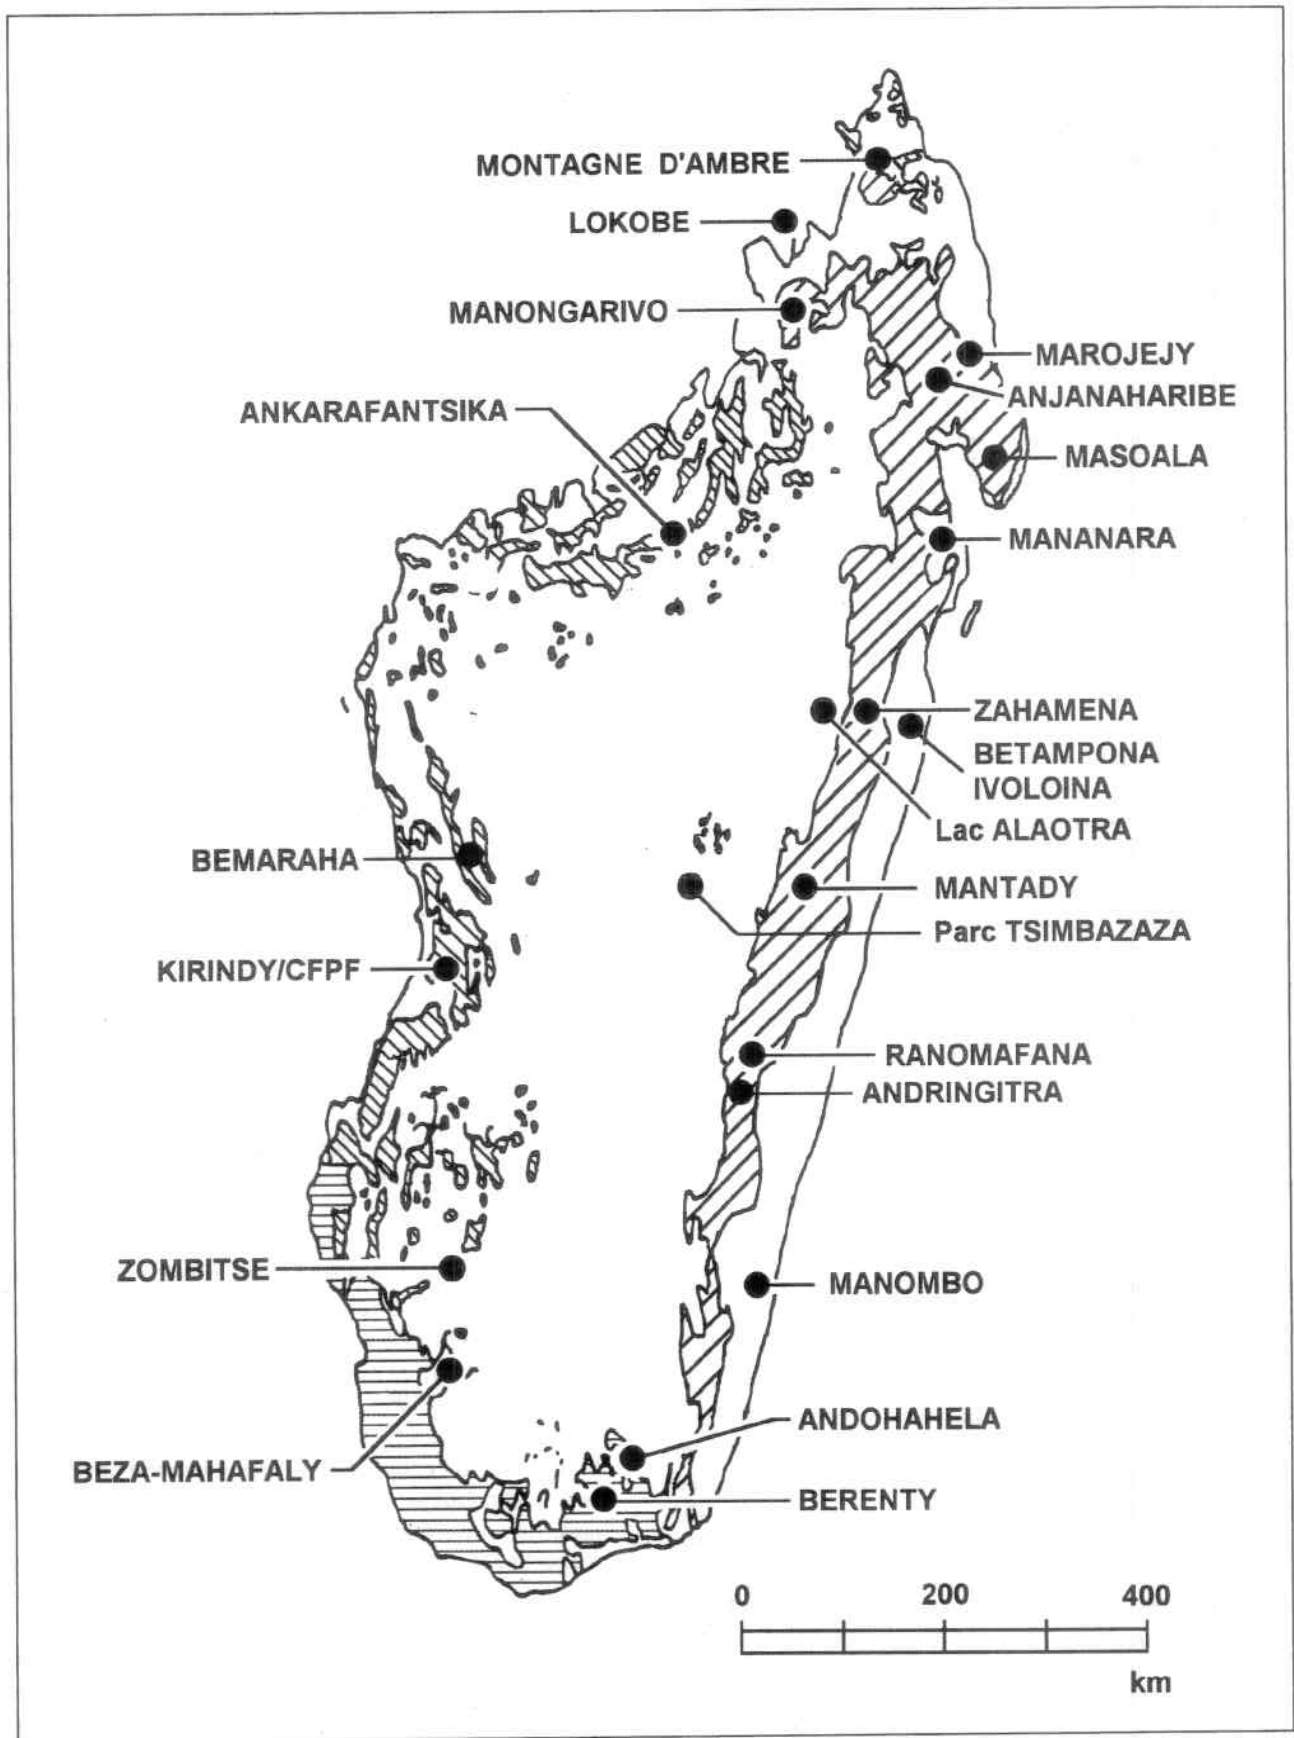 MONTAGNE D'AMBRE
LOKOBE
MANONGARIVO
MAROJEJY
ANJANAHARIBE
ANKARAFANTSIKA
MASOALA
MANANARA
ZAHAMENA
BETAMPONA
IVOLOINA
Lac ALAOTRA
BEMARAHA
MANTADY
Parc TSIMBAZAZA
KIRINDY/CFPF
RANOMAFANA
ANDRINGITRA
ZOMBITSE
MANOMBO
ANDOHAHELA
BEZA-MAHAFALY
BERENTY
0 200 400
km